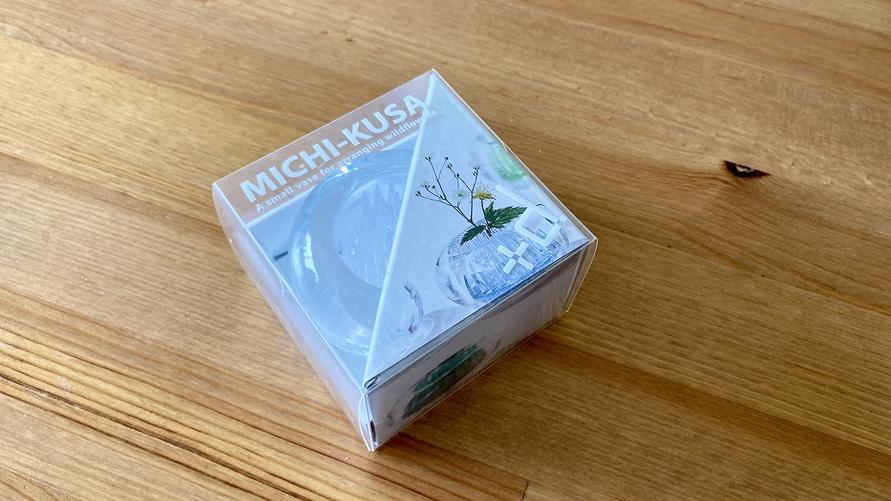 MICHI-KUSA
A small vase for arranging wildflowers
+d